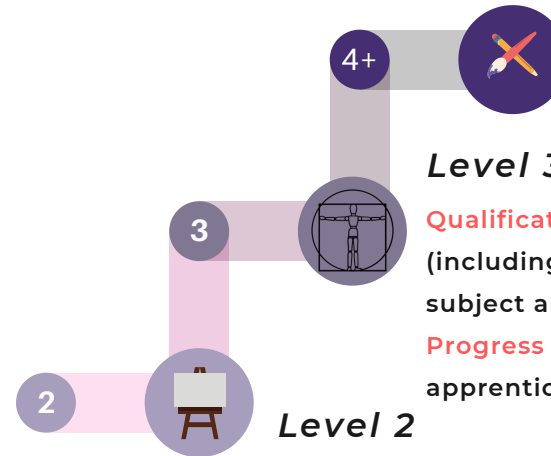 4+
Level 3
Qualificat
(including
3
subject a
Progress
apprentic
2
Level 2